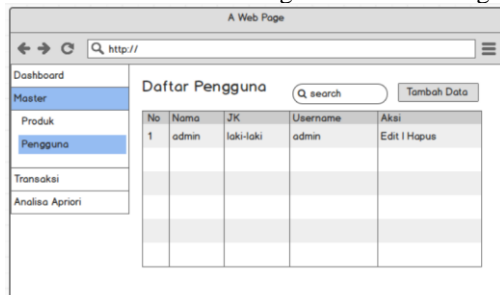 A Web Page
http://
Dashboard
Master
Produk
Pengguna
Transaksi
Analisa Apriori
Daftar Pengguna
search
Tambah Data
No Nama JK Username Aksi
1 admin laki-laki admin Edit | Hapus